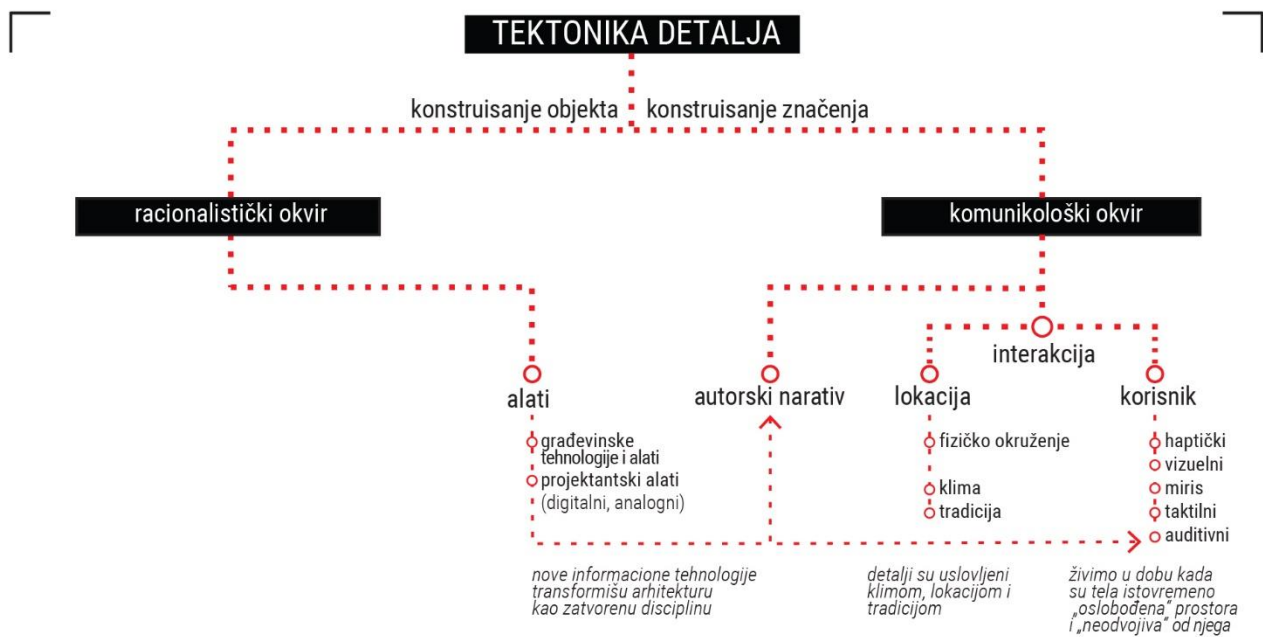 TEKTONIKA DETALJA
konstruisanje objekta
konstruisanje značenja
racionalistički okvir
komunikološki okvir
interakcija
alati
autorski narativ
lokacija
korisnik
građevinske
tehnologije i alati
projektantski alati
(digitalni, analogni)
fizičko okruženje
klima
tradicija
haptički
vizuelni
miris
taktilni
auditivni
nove informacione tehnologije
transformišu arhitekturu
kao zatvorenu disciplinu
detalji su uslovljeni
klimom, lokacijom i
tradicijom
živimo u dobu kada
su tela istovremeno
„oslobođena” prostora
i „neodvojiva” od njega